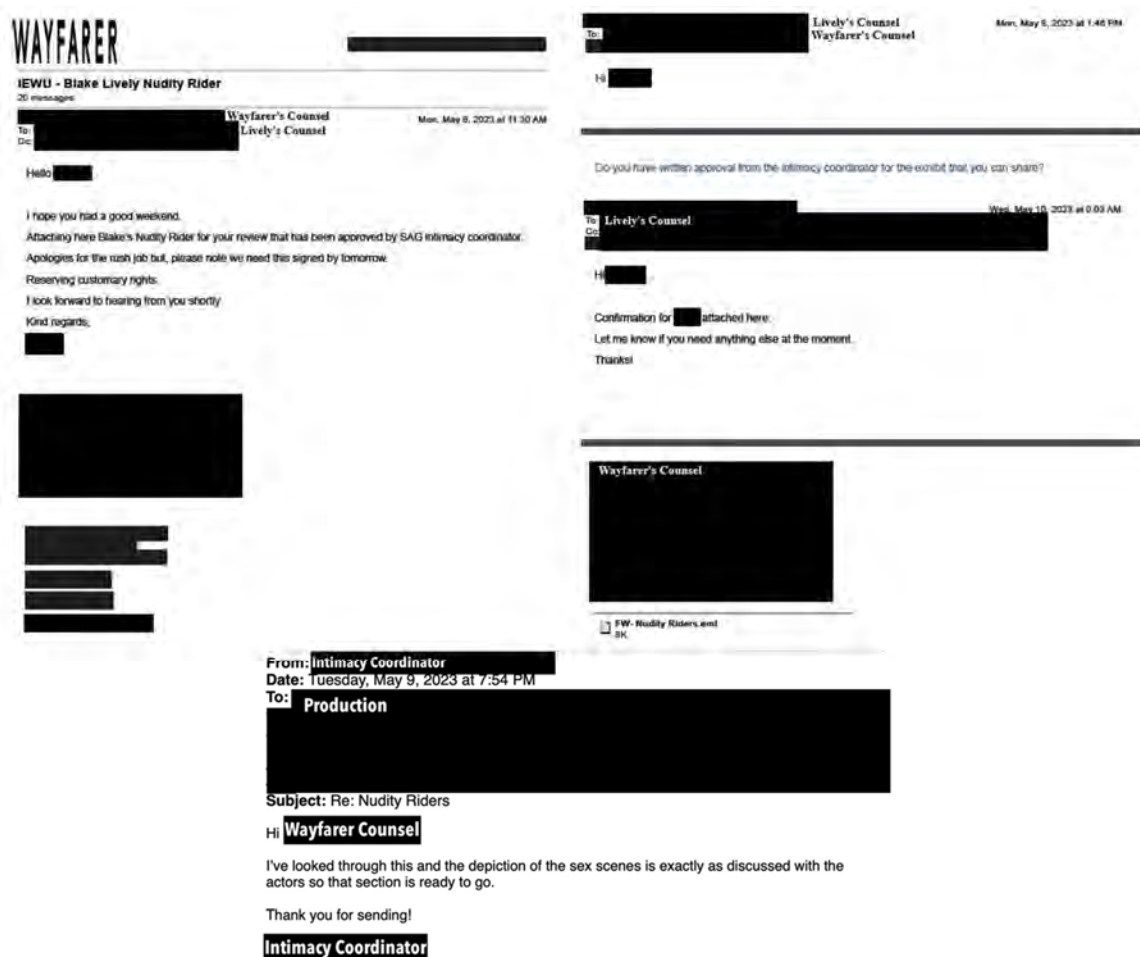 WAYFARER
IEWU - Blake Lively Nudity Rider
20 messages
Wayfarer's Counsel
Mon, May 8, 2023 at 11:30 AM
To:
Lively's Counsel
Cc:
Hello
I hope you had a good weekend.
Attaching here Blake's Nudity Rider for your review that has been approved by SAG Intimacy coordinator.
Apologies for the rush job but, please note we need this signed by tomorrow.
Reserving customary rights.
I look forward to hearing from you shortly
Kind regards,
Lively's Counsel
Mon, May 8, 2023 at 1:46 PM
To:
Wayfarer's Counsel
Hi
Do you have written approval from the intimacy coordinator for the exhibit that you can share?
Wed, May 10, 2023 at 0:03 AM
To:
Lively's Counsel
Cc:
Hi
Confirmation for
attached here.
Let me know if you need anything else at the moment.
Thanks!
Wayfarer's Counsel
FW- Nudity Riders.eml
8K
From: Intimacy Coordinator
Date: Tuesday, May 9, 2023 at 7:54 PM
To: Production
Subject: Re: Nudity Riders
Hi Wayfarer Counsel
I've looked through this and the depiction of the sex scenes is exactly as discussed with the
actors so that section is ready to go.
Thank you for sending!
Intimacy Coordinator